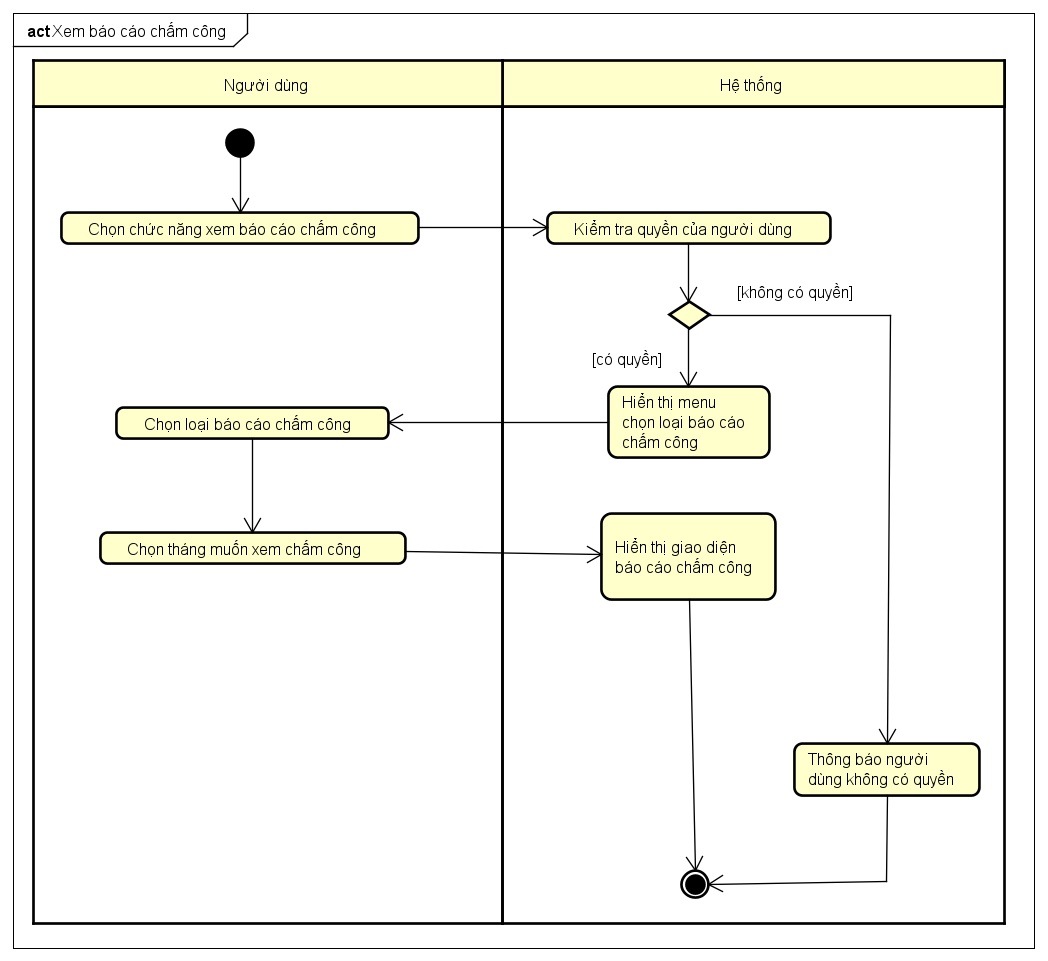 act Xem báo cáo chấm công
Người dùng
Hệ thống
Chọn chức năng xem báo cáo chấm công
Kiểm tra quyền của người dùng
[không có quyền]
[có quyền]
Hiển thị menu
chọn loại báo cáo
chấm công
Chọn loại báo cáo chấm công
Chọn tháng muốn xem chấm công
Hiển thị giao diện
báo cáo chấm công
Thông báo người
dùng không có quyền